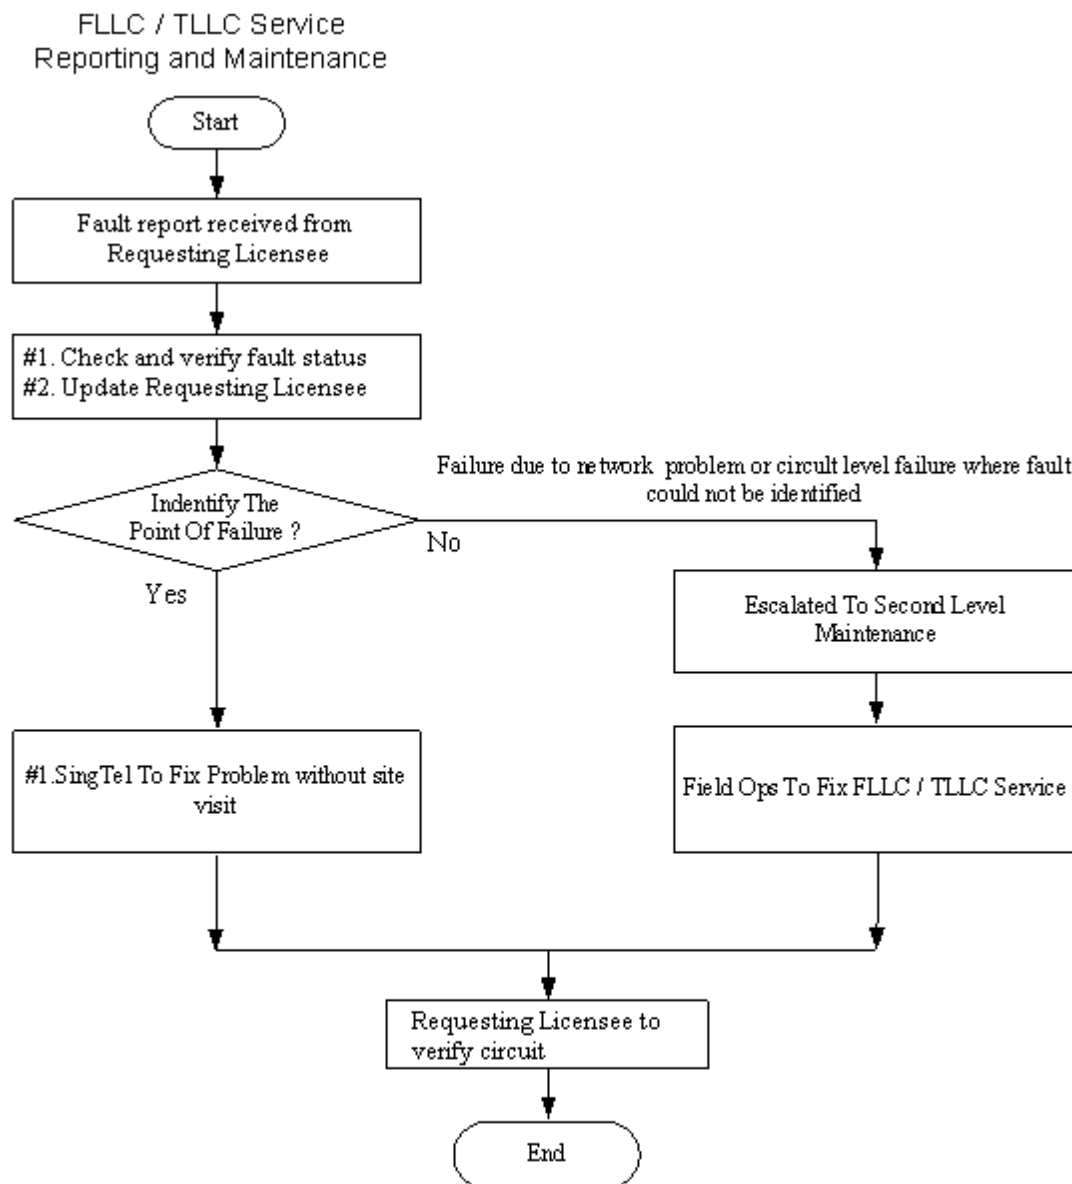 FLLC / TLLC Service
Reporting and Maintenance
Start
Fault report received from
Requesting Licensee
#1. Check and verify fault status
#2. Update Requesting Licensee
Failure due to network problem or circult level failure where fault
could not be identified
Indentify The
Point Of Failure ?
No
Yes
Escalated To Second Level
Maintenance
#1.SingTel To Fix Problem without site
visit
Field Ops To Fix FLLC / TLLC Service
Requesting Licensee to
verify circuit
End